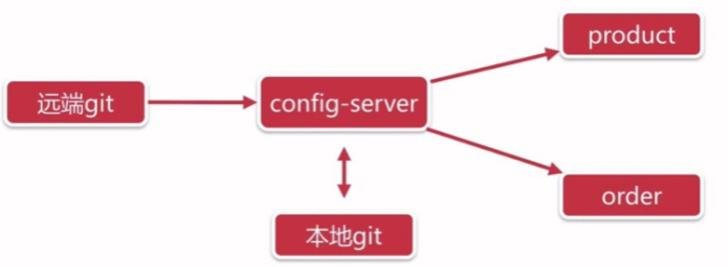 product
远端git
config-server
order
本地git